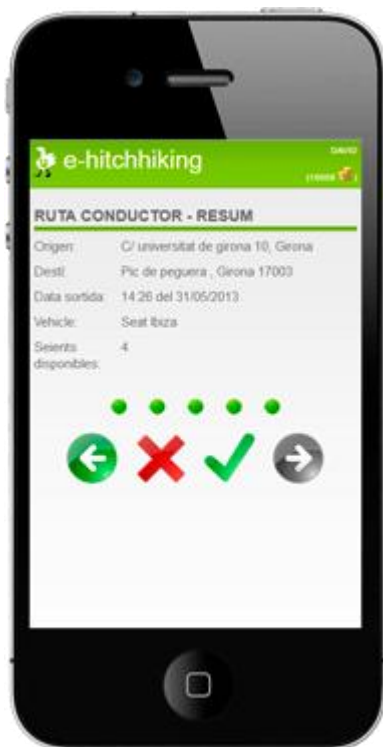 DAVID
e-hitchhiking
RUTA CONDUCTOR - RESUM
Origen: C/ universitat de girona 10, Girona
Destí: Pic de peguera , Girona 17003
Data sortida: 14:26 del 31/05/2013
Vehicle: Seat Ibiza
Seients 4
disponibles: